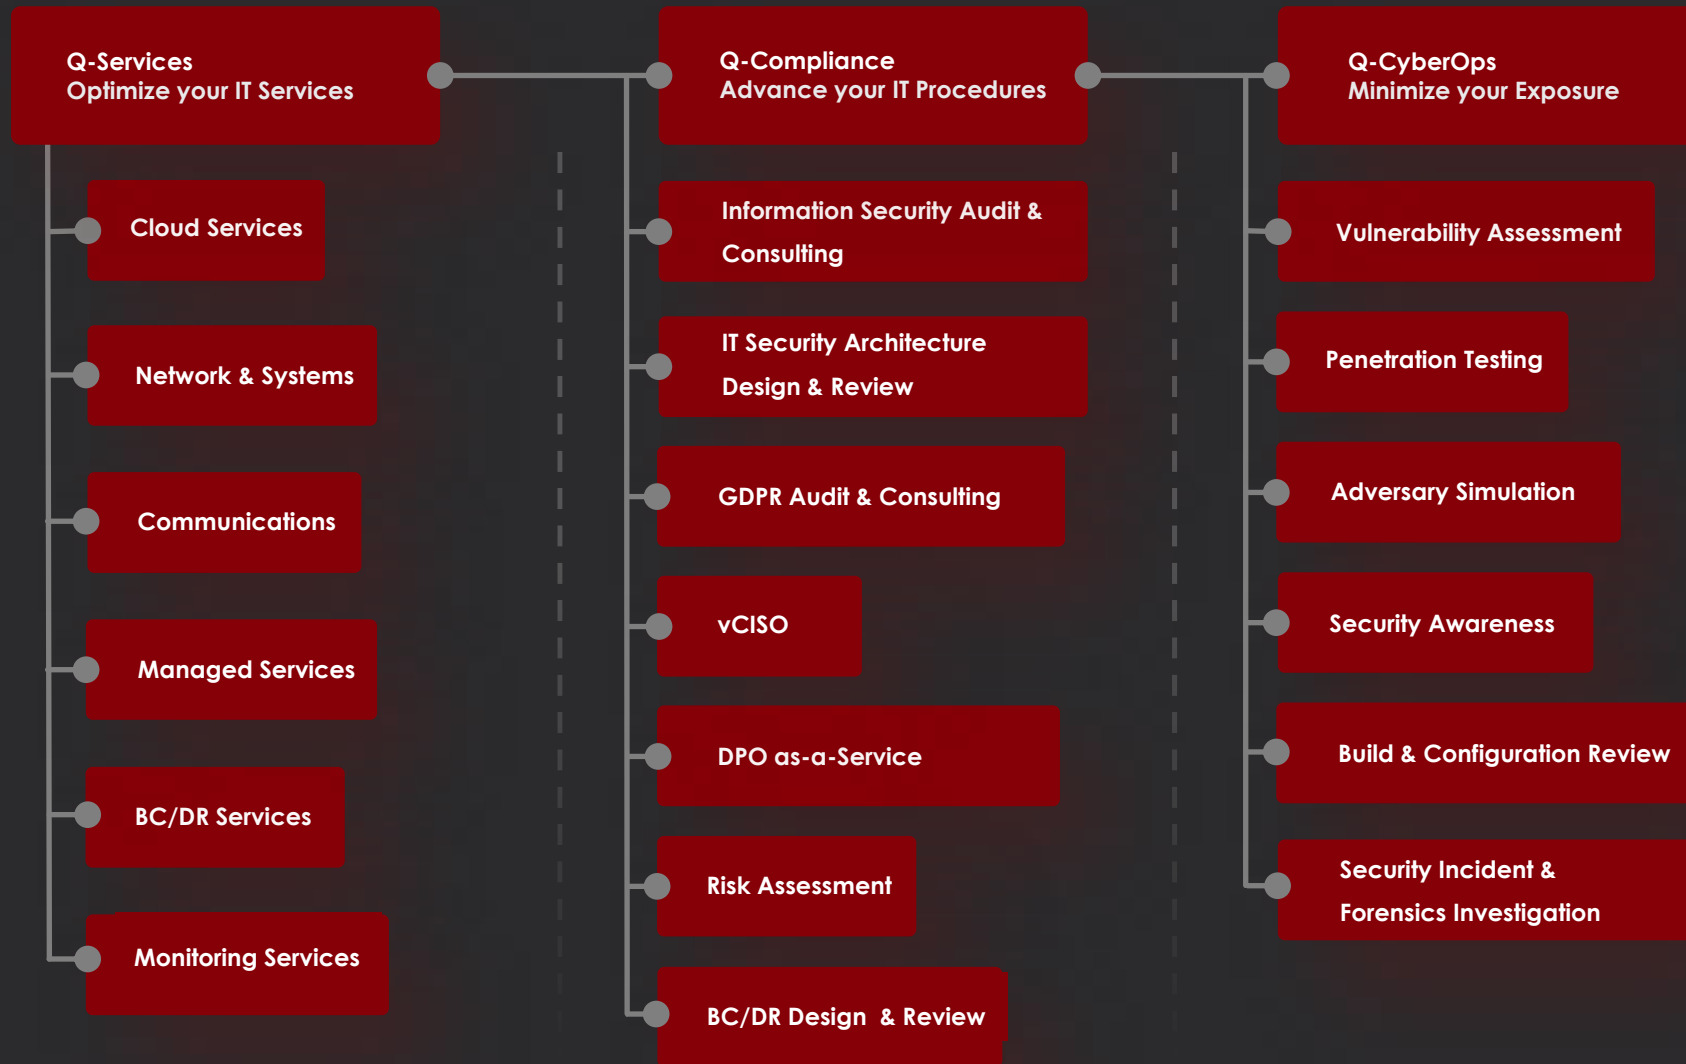 Q-Services
Optimize your IT Services
Cloud Services
Network & Systems
Communications
Managed Services
BC/DR Services
Monitoring Services
Q-Compliance
Advance your IT Procedures
Information Security Audit &
Consulting
IT Security Architecture
Design & Review
GDPR Audit & Consulting
vCISO
DPO as-a-Service
Risk Assessment
BC/DR Design & Review
Q-CyberOps
Minimize your Exposure
Vulnerability Assessment
Penetration Testing
Adversary Simulation
Security Awareness
Build & Configuration Review
Security Incident &
Forensics Investigation